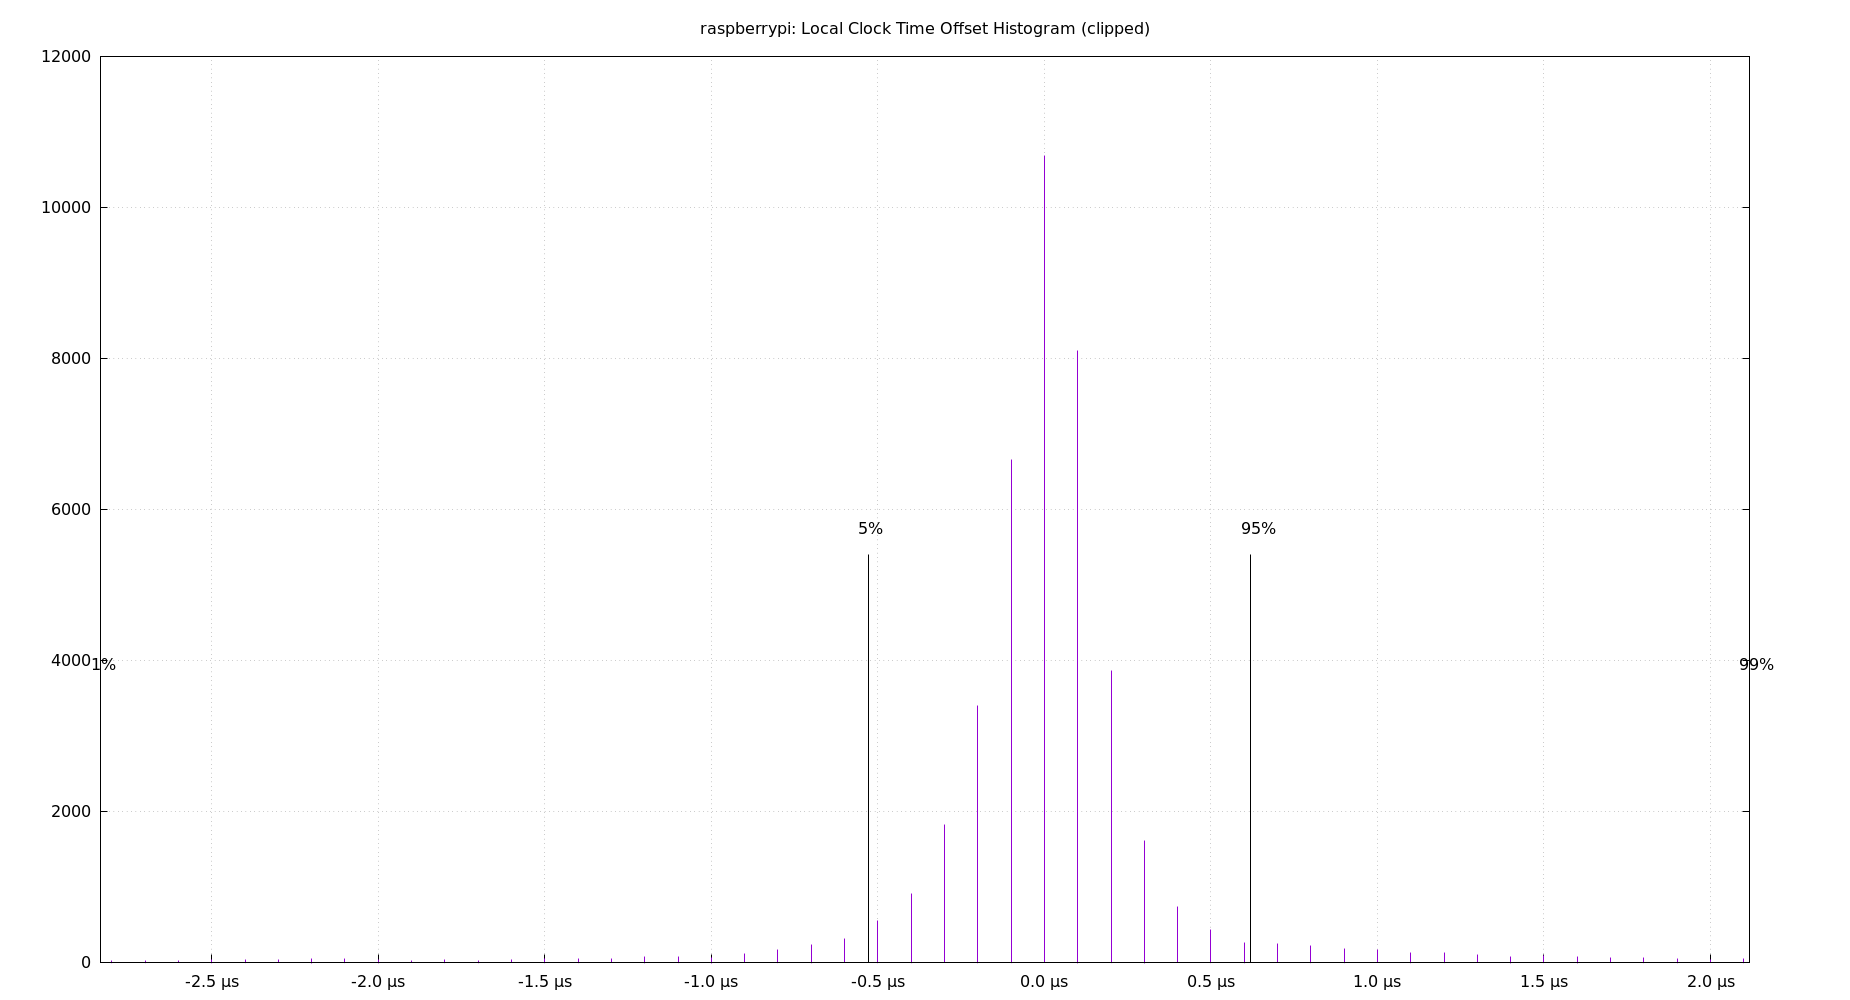 raspberrypi: Local Clock Time Offset Histogram (clipped)
12000
10000
8000
6000
5% 95%
4000 1% 99%
2000
0
-2.5 µs -2.0 µs -1.5 µs -1.0 µs -0.5 µs 0.0 µs 0.5 µs 1.0 µs 1.5 µs 2.0 µs